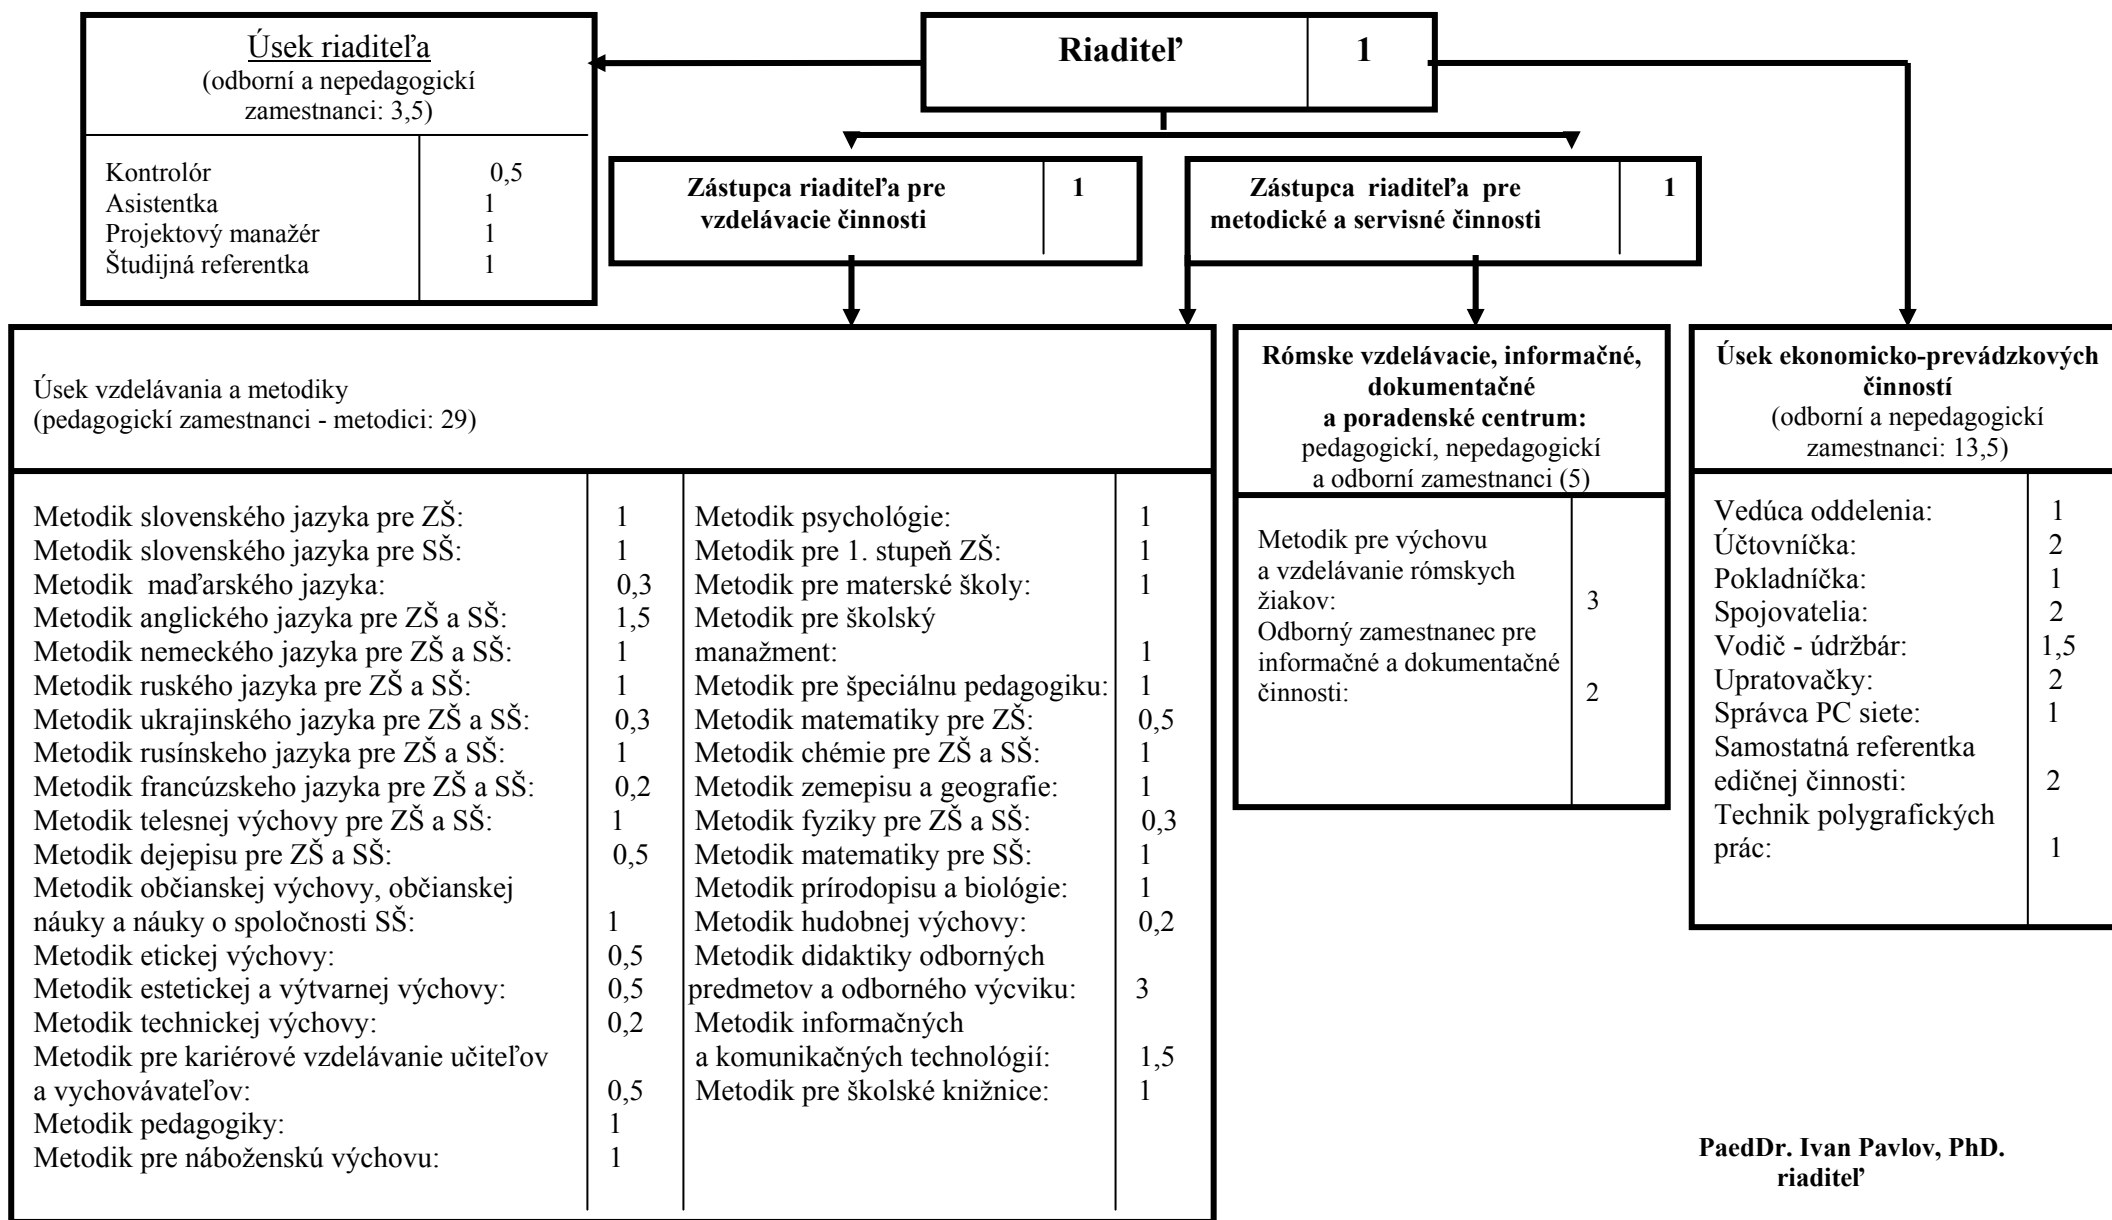 Úsek riaditeľa
(odborní a nepedagogickí
zamestnanci: 3,5)
Kontrolór 0,5
Asistentka 1
Projektový manažér 1
Študijná referentka 1
Riaditeľ 1
Zástupca riaditeľa pre 1
vzdelávacie činnosti
Zástupca riaditeľa pre 1
metodické a servisné činnosti
Úsek vzdelávania a metodiky
(pedagogickí zamestnanci - metodici: 29)
Metodik slovenského jazyka pre ZŠ: 1
Metodik slovenského jazyka pre SŠ: 1
Metodik maďarského jazyka: 0,3
Metodik anglického jazyka pre ZŠ a SŠ: 1,5
Metodik nemeckého jazyka pre ZŠ a SŠ: 1
Metodik ruského jazyka pre ZŠ a SŠ: 1
Metodik ukrajinského jazyka pre ZŠ a SŠ: 0,3
Metodik rusínskeho jazyka pre ZŠ a SŠ: 1
Metodik francúzskeho jazyka pre ZŠ a SŠ: 0,2
Metodik telesnej výchovy pre ZŠ a SŠ: 1
Metodik dejepisu pre ZŠ a SŠ: 0,5
Metodik občianskej výchovy, občianskej
náuky a náuky o spoločnosti SŠ: 1
Metodik etickej výchovy: 0,5
Metodik estetickej a výtvarnej výchovy: 0,5
Metodik technickej výchovy: 0,2
Metodik pre kariérové vzdelávanie učiteľov
a vychovávateľov: 0,5
Metodik pedagogiky: 1
Metodik pre náboženskú výchovu: 1
Metodik psychológie: 1
Metodik pre 1. stupeň ZŠ: 1
Metodik pre materské školy: 1
Metodik pre školský
manažment: 1
Metodik pre špeciálnu pedagogiku: 1
Metodik matematiky pre ZŠ: 0,5
Metodik chémie pre ZŠ a SŠ: 1
Metodik zemepisu a geografie: 1
Metodik fyziky pre ZŠ a SŠ: 0,3
Metodik matematiky pre SŠ: 1
Metodik prírodopisu a biológie: 1
Metodik hudobnej výchovy: 0,2
Metodik didaktiky odborných
predmetov a odborného výcviku: 3
Metodik informačných
a komunikačných technológií: 1,5
Metodik pre školské knižnice: 1
Rómske vzdelávacie, informačné,
dokumentačné
a poradenské centrum:
pedagogickí, nepedagogickí
a odborní zamestnanci (5)
Metodik pre výchovu
a vzdelávanie rómskych
žiakov: 3
Odborný zamestnanec pre
informačné a dokumentačné
činnosti: 2
Úsek ekonomicko-prevádzkových
činností
(odborní a nepedagogickí
zamestnanci: 13,5)
Vedúca oddelenia: 1
Účtovníčka: 2
Pokladníčka: 1
Spojovatelia: 2
Vodič - údržbár: 1,5
Upratovačky: 2
Správca PC siete: 1
Samostatná referentka
edičnej činnosti: 2
Technik polygrafických
prác: 1
PaedDr. Ivan Pavlov, PhD.
riaditeľ